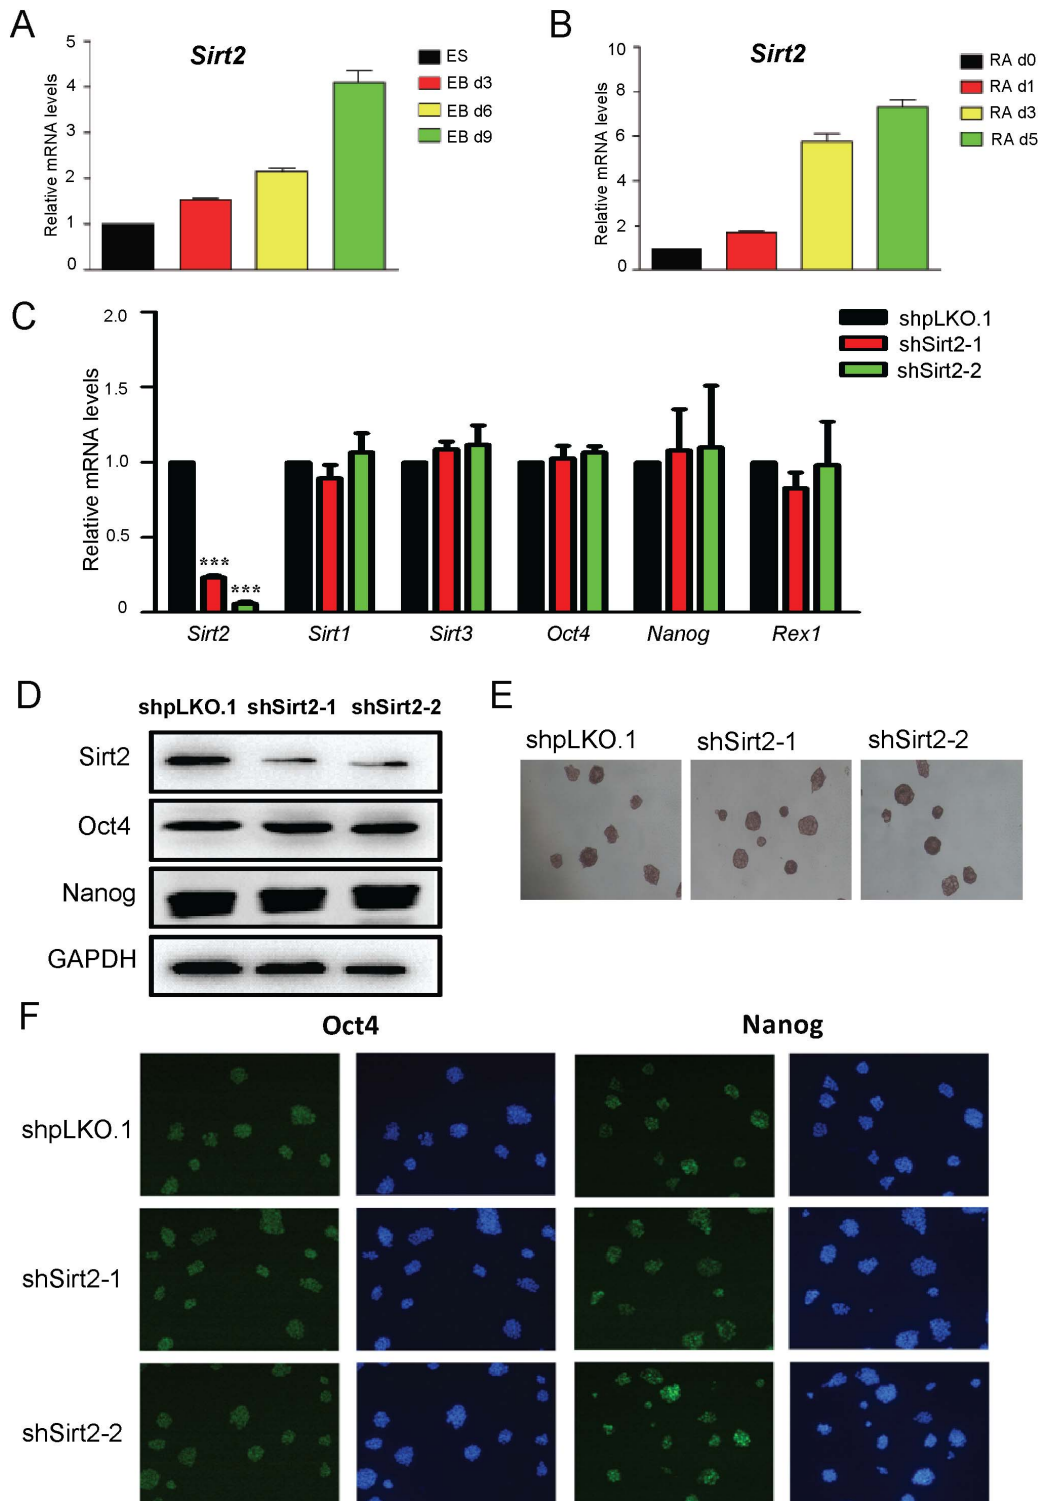 A
Sirt2
Relative mRNA levels
5
4
3
2
1
0
ES
EB d3
EB d6
EB d9
B
Sirt2
Relative mRNA levels
10
8
6
4
2
0
RA d0
RA d1
RA d3
RA d5
C
Relative mRNA levels
2.0
1.5
1.0
0.5
0
shpLKO.1
shSirt2-1
shSirt2-2
*** ***
Sirt2 Sirt1 Sirt3 Oct4 Nanog Rex1
D
shpLKO.1 shSirt2-1 shSirt2-2
Sirt2
Oct4
Nanog
GAPDH
E
shpLKO.1 shSirt2-1 shSirt2-2
F
Oct4 Nanog
shpLKO.1
shSirt2-1
shSirt2-2